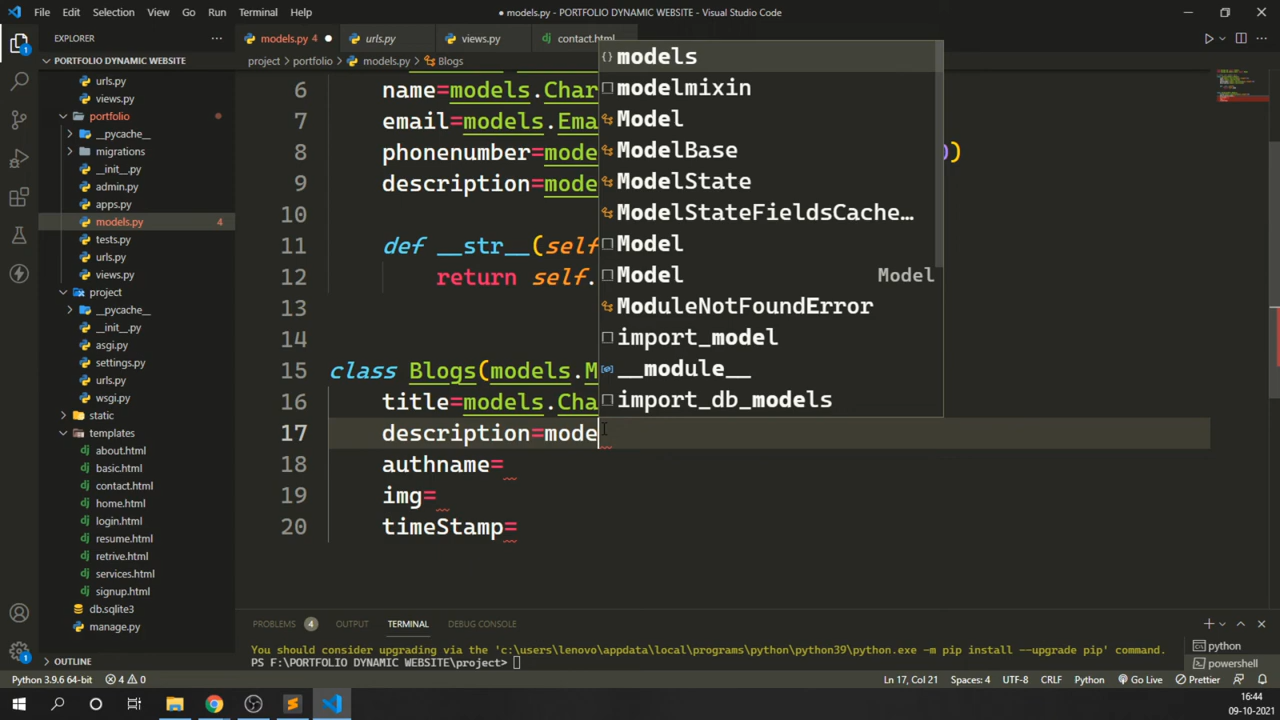 File Edit Selection View Go Run Terminal Help
● models.py - PORTFOLIO DYNAMIC WEBSITE - Visual Studio Code
EXPLORER
models.py 4
urls.py
views.py
contact.html
PORTFOLIO DYNAMIC WEBSITE
project > portfolio > models.py > Blogs
urls.py
views.py
portfolio
__pycache__
migrations
__init__.py
admin.py
apps.py
models.py 4
tests.py
urls.py
views.py
project
__pycache__
__init__.py
asgi.py
settings.py
urls.py
wsgi.py
static
templates
about.html
basic.html
contact.html
home.html
login.html
resume.html
retrive.html
services.html
signup.html
db.sqlite3
manage.py
OUTLINE
6 name=models.Char
7 email=models.Ema
8 phonenumber=mode )
9 description=mode
10
11 def __str__(self
12 return self.
13
14
15 class Blogs(models.M
16 title=models.Cha
17 description=mode
18 authname=
19 img=
20 timeStamp=
models
modelmixin
Model
ModelBase
ModelState
ModelStateFieldsCache…
Model
Model Model
ModuleNotFoundError
import_model
__module__
import_db_models
PROBLEMS 4 OUTPUT TERMINAL DEBUG CONSOLE
You should consider upgrading via the 'c:\users\lenovo\appdata\local\programs\python\python39\python.exe -m pip install --upgrade pip' command.
PS F:\PORTFOLIO DYNAMIC WEBSITE\project>
python
powershell
Python 3.9.6 64-bit 4 0
Ln 17, Col 21 Spaces: 4 UTF-8 CRLF Python Go Live Prettier
16:44
09-10-2021